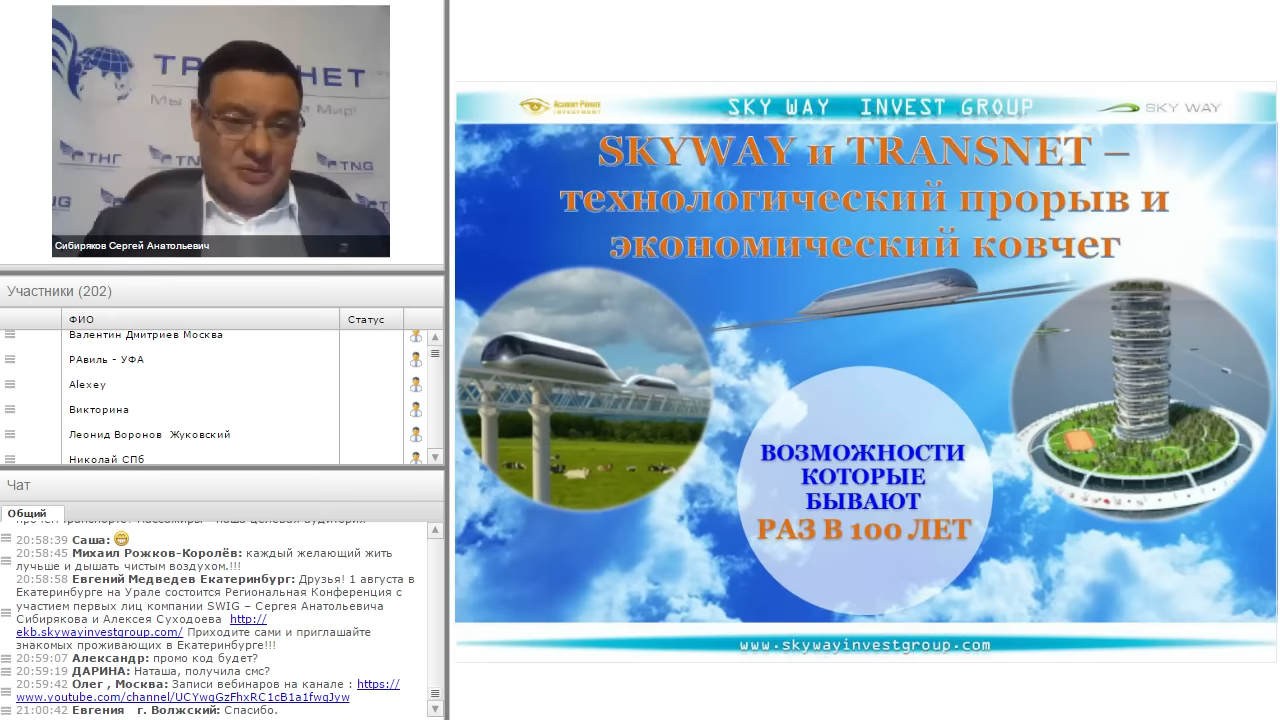 ТНГ
TNG
TNG
Сибиряков Сергей Анатольевич
Участники (202)
ФИО
Статус
Валентин Дмитриев Москва
РАвиль - УФА
Alexey
Викторина
Леонид Воронов Жуковский
Николай СПб
Чат
Общий
20:58:39 Саша:
20:58:45 Михаил Рожков-Королёв: каждый желающий жить
лучше и дышать чистым воздухом.!!!
20:58:58 Евгений Медведев Екатеринбург: Друзья! 1 августа в
Екатеринбурге на Урале состоится Региональная Конференция с
участием первых лиц компании SWIG – Сергея Анатольевича
Сибирякова и Алексея Суходоева http://
ekb.skywayinvestgroup.com/ Приходите сами и приглашайте
знакомых проживающих в Екатеринбурге!!!
20:59:07 Александр: промо код будет?
20:59:19 ДАРИНА: Наташа, получила смс?
20:59:42 Олег , Москва: Записи вебинаров на канале : https://
www.youtube.com/channel/UCYwgGzFhxRC1cB1a1fwqJyw
21:00:42 Евгения г. Волжский: Спасибо.
ACADEMY PRIVATE
INVESTMENT
SKY WAY INVEST GROUP
SKY WAY
SKYWAY и TRANSNET –
технологический прорыв и
экономический ковчег
ВОЗМОЖНОСТИ
КОТОРЫЕ
БЫВАЮТ
РАЗ В 100 ЛЕТ
www.skywayinvestgroup.com